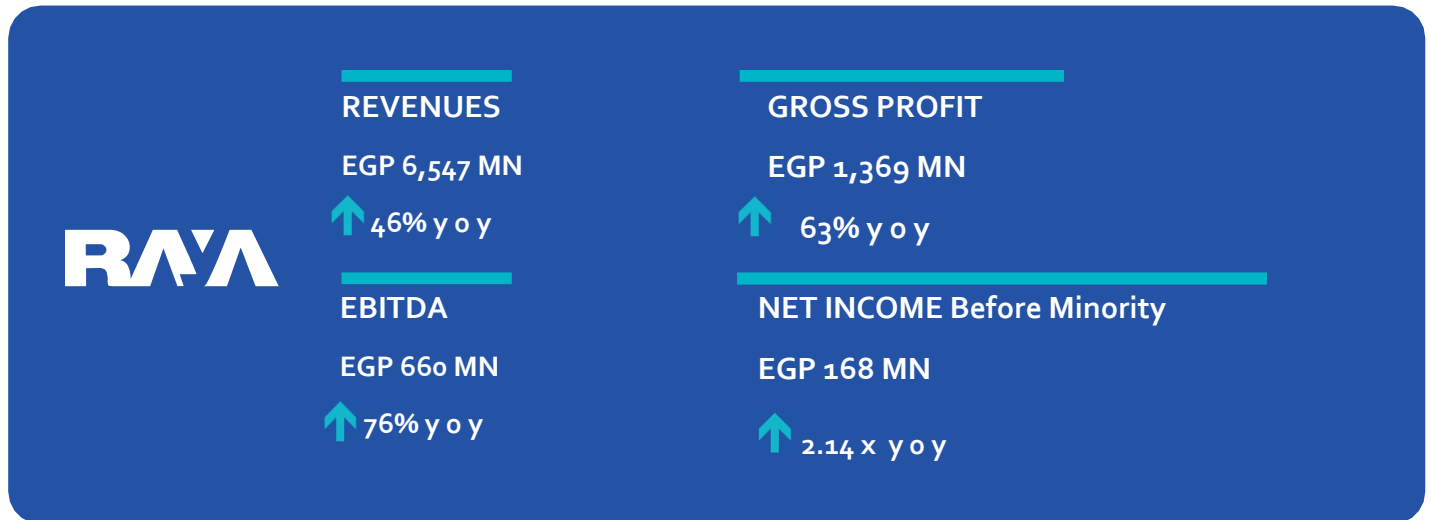 RAYA
REVENUES
EGP 6,547 MN
46% y o y
GROSS PROFIT
EGP 1,369 MN
63% y o y
EBITDA
EGP 660 MN
76% y o y
NET INCOME Before Minority
EGP 168 MN
2.14 x y o y